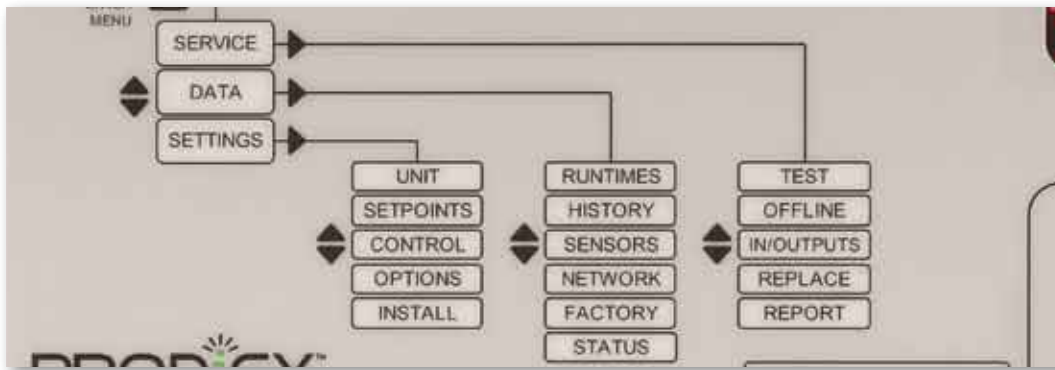 MENU
SERVICE
DATA
SETTINGS
UNIT
SETPOINTS
CONTROL
OPTIONS
INSTALL
RUNTIMES
HISTORY
SENSORS
NETWORK
FACTORY
STATUS
TEST
OFFLINE
IN/OUTPUTS
REPLACE
REPORT
PRODiGY™